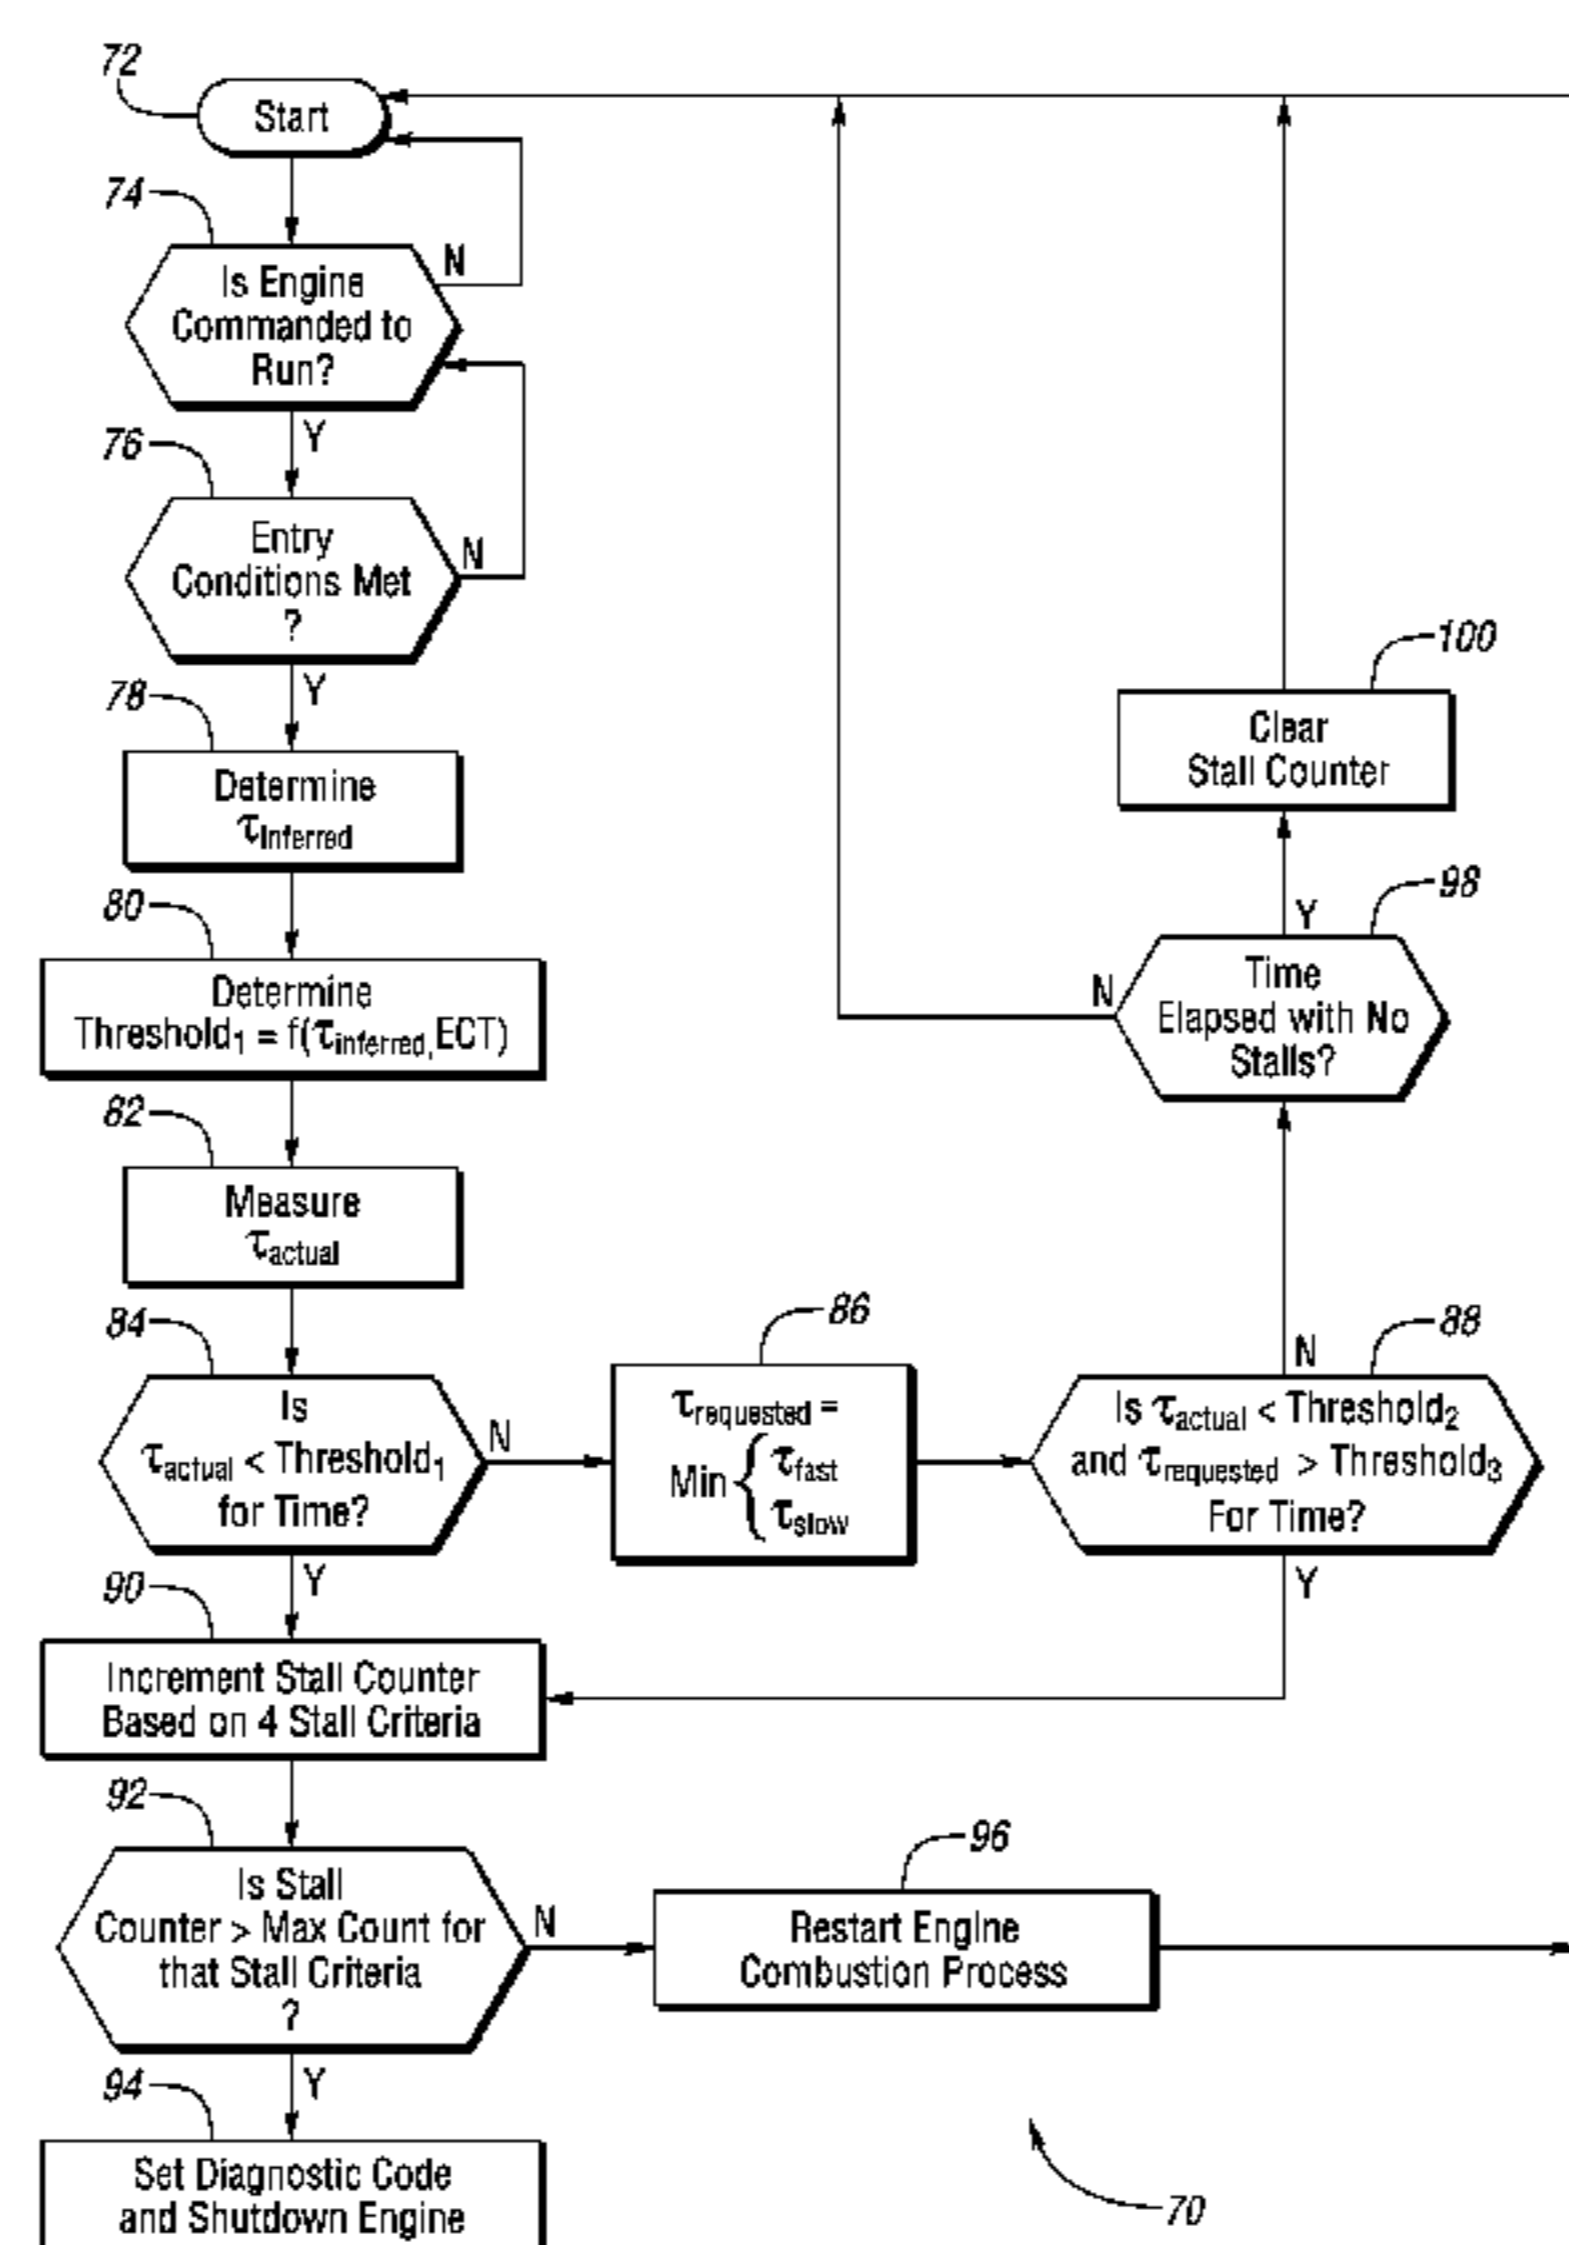 72
Start
74
N
Is Engine
Commanded to
Run?
Y
76
Entry
Conditions Met
?
N
Y
78
Determine
τinferred
80
Determine
Threshold1 = f(τinferred,ECT)
82
Measure
τactual
84
Is
τactual < Threshold1
for Time?
N
Y
86
τrequested =
Min { τfast
τslow
88
N
Is τactual < Threshold2
and τrequested > Threshold3
For Time?
Y
98
Y
N
Time
Elapsed with No
Stalls?
100
Clear
Stall Counter
90
Increment Stall Counter
Based on 4 Stall Criteria
92
Is Stall
Counter > Max Count for
that Stall Criteria
?
N
Y
96
Restart Engine
Combustion Process
94
Set Diagnostic Code
and Shutdown Engine
70